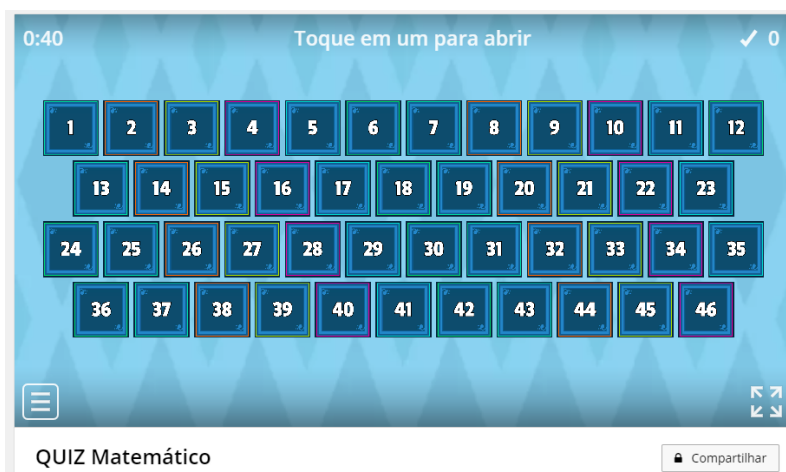 0:40 Toque em um para abrir ✓ 0
1 2 3 4 5 6 7 8 9 10 11 12
13 14 15 16 17 18 19 20 21 22 23
24 25 26 27 28 29 30 31 32 33 34 35
36 37 38 39 40 41 42 43 44 45 46
QUIZ Matemático Compartilhar